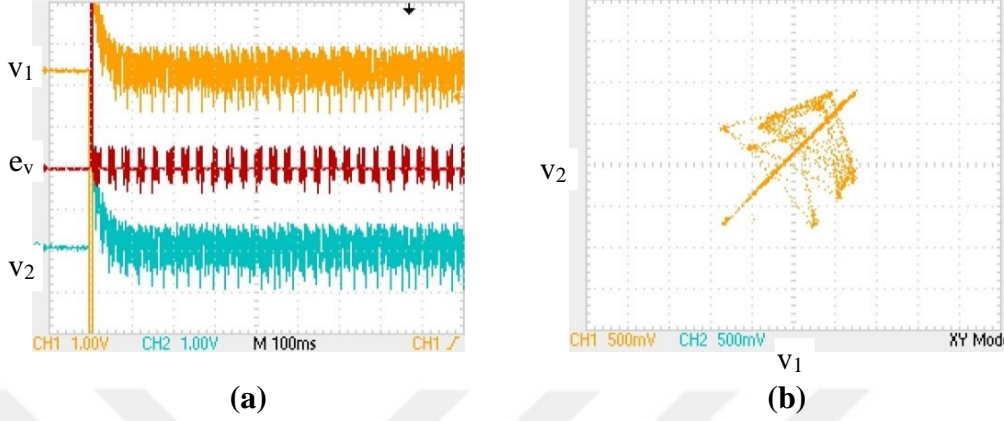 v1
ev
v2
CH1 1.00V CH2 1.00V M 100ms CH1
(a)
v2
CH1 500mV CH2 500mV XY Mod
v1
(b)